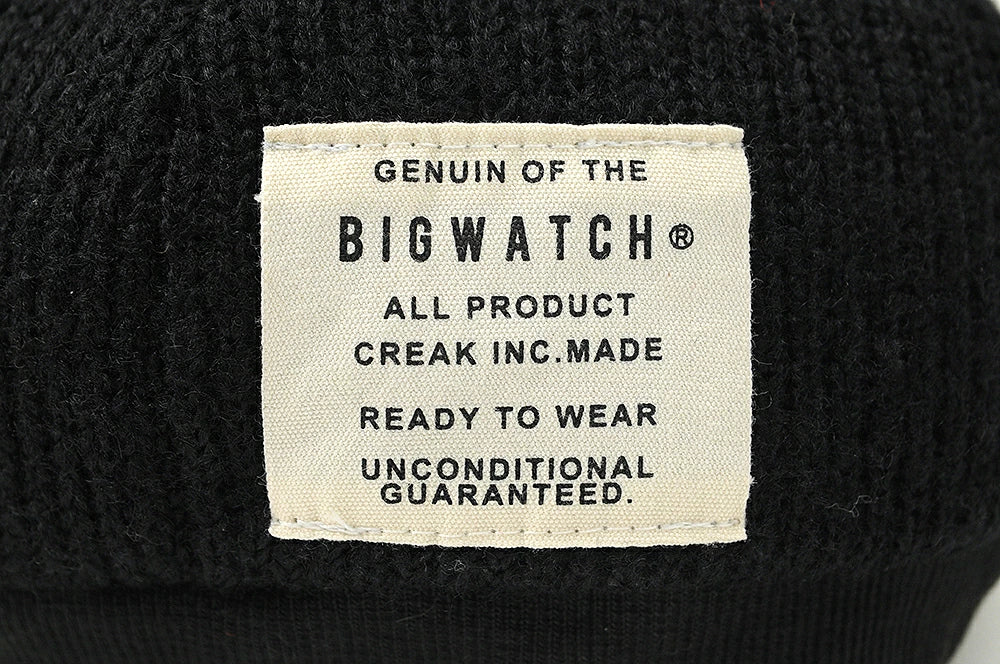 GENUIN OF THE
BIGWATCH®
ALL PRODUCT
CREAK INC.MADE
READY TO WEAR
UNCONDITIONAL
GUARANTEED.